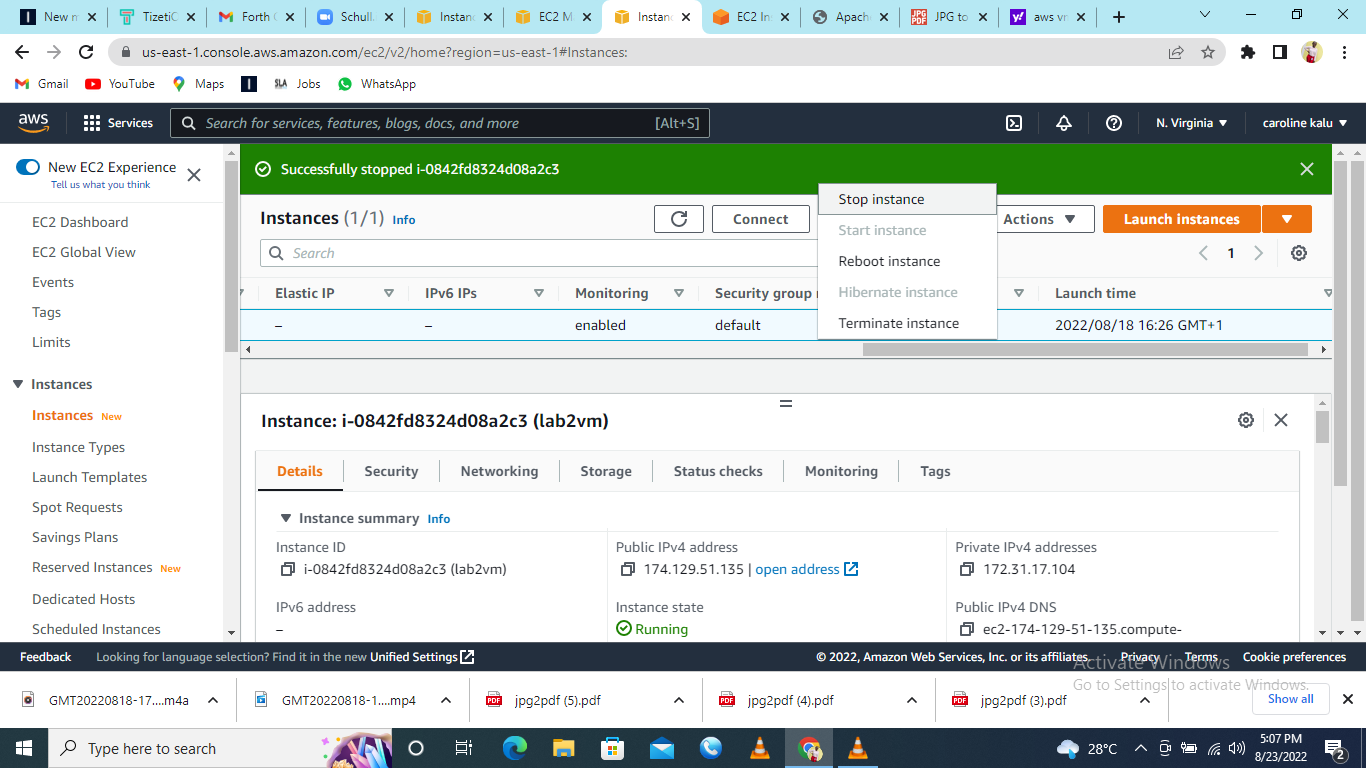 New m
TizetiC
Forth C
Schull.
Instanc
EC2 M
Instanc
EC2 In
Apach
JPG to
aws vn
us-east-1.console.aws.amazon.com/ec2/v2/home?region=us-east-1#Instances:
Gmail YouTube Maps Jobs WhatsApp
aws Services Search for services, features, blogs, docs, and more [Alt+S] N. Virginia caroline kalu
New EC2 Experience
Tell us what you think
EC2 Dashboard
EC2 Global View
Events
Tags
Limits
Instances
Instances New
Instance Types
Launch Templates
Spot Requests
Savings Plans
Reserved Instances New
Dedicated Hosts
Scheduled Instances
Successfully stopped i-0842fd8324d08a2c3
Instances (1/1) Info
Connect
Stop instance
Start instance
Reboot instance
Hibernate instance
Terminate instance
Actions
Launch instances
Search
1
Elastic IP IPv6 IPs Monitoring Security group Launch time
– – enabled default 2022/08/18 16:26 GMT+1
Instance: i-0842fd8324d08a2c3 (lab2vm)
Details Security Networking Storage Status checks Monitoring Tags
Instance summary Info
Instance ID
i-0842fd8324d08a2c3 (lab2vm)
Public IPv4 address
174.129.51.135 | open address
Private IPv4 addresses
172.31.17.104
IPv6 address
–
Instance state
Running
Public IPv4 DNS
ec2-174-129-51-135.compute-
Feedback Looking for language selection? Find it in the new Unified Settings © 2022, Amazon Web Services, Inc. or its affiliates. Privacy Terms Cookie preferences
Activate Windows
Go to Settings to activate Windows.
GMT20220818-17....m4a
GMT20220818-1....mp4
jpg2pdf (5).pdf
jpg2pdf (4).pdf
jpg2pdf (3).pdf
Show all
Type here to search
28°C
5:07 PM
8/23/2022
2